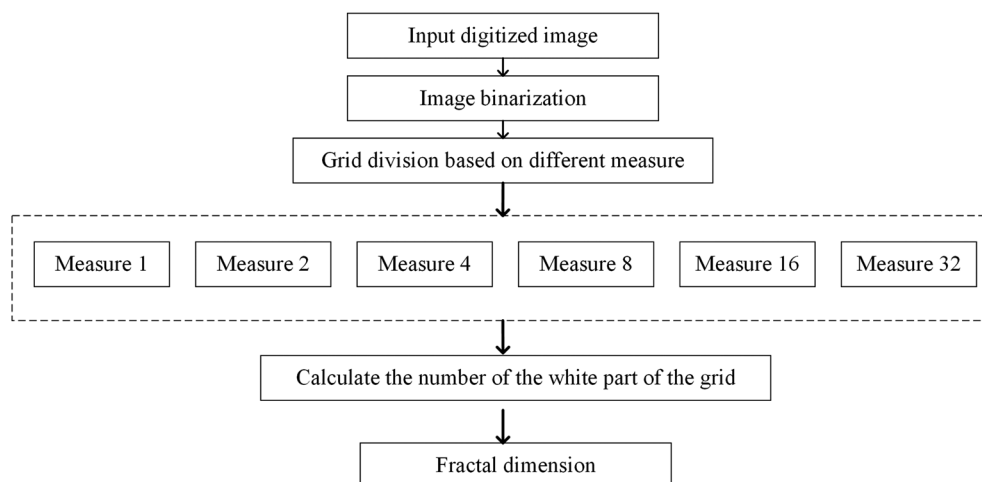 Input digitized image
Image binarization
Grid division based on different measure
Measure 1 Measure 2 Measure 4 Measure 8 Measure 16 Measure 32
Calculate the number of the white part of the grid
Fractal dimension